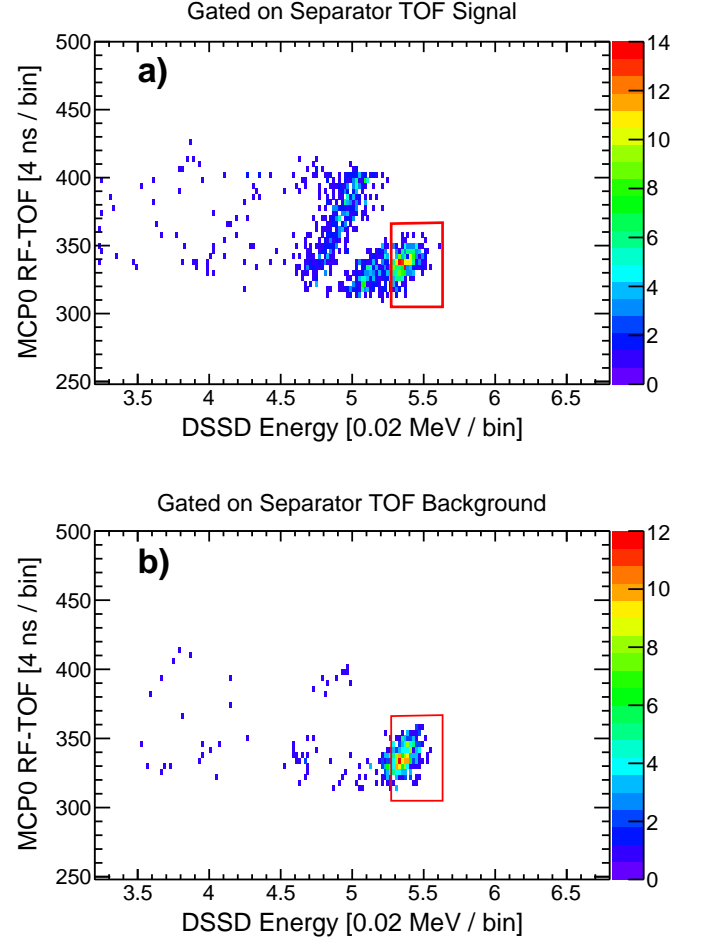 Gated on Separator TOF Signal
a)
MCP0 RF-TOF [4 ns / bin]
500
450
400
350
300
250
3.5 4 4.5 5 5.5 6 6.5
DSSD Energy [0.02 MeV / bin]
14
12
10
8
6
4
2
0
Gated on Separator TOF Background
b)
MCP0 RF-TOF [4 ns / bin]
500
450
400
350
300
250
3.5 4 4.5 5 5.5 6 6.5
DSSD Energy [0.02 MeV / bin]
12
10
8
6
4
2
0